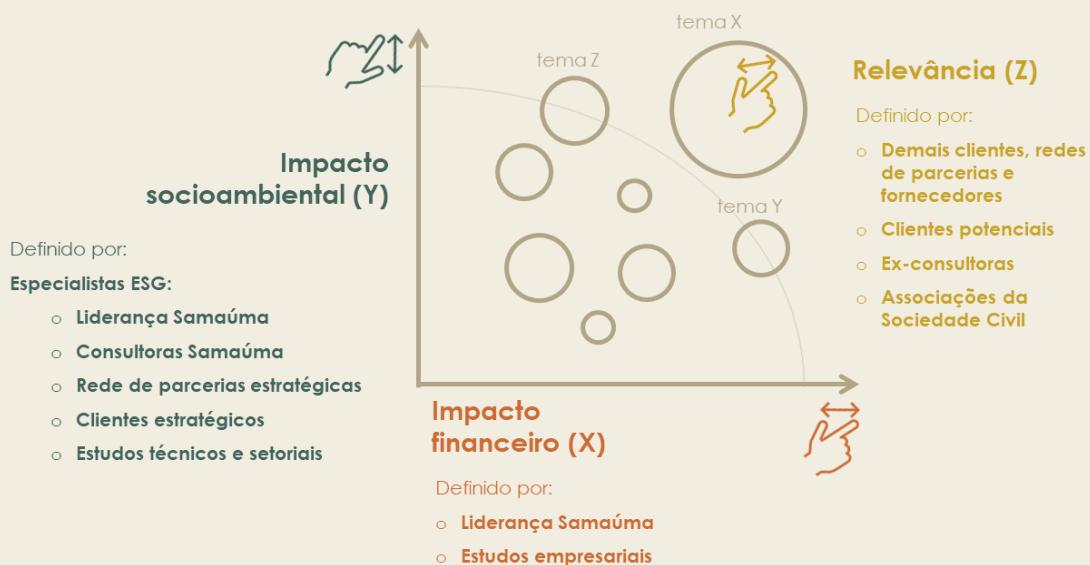 tema X
tema Z
tema Y
Impacto
socioambiental (Y)
Definido por:
Especialistas ESG:
o Liderança Samaúma
o Consultoras Samaúma
o Rede de parcerias estratégicas
o Clientes estratégicos
o Estudos técnicos e setoriais
Impacto
financeiro (X)
Definido por:
o Liderança Samaúma
o Estudos empresariais
Relevância (Z)
Definido por:
o Demais clientes, redes
de parcerias e
fornecedores
o Clientes potenciais
o Ex-consultoras
o Associações da
Sociedade Civil